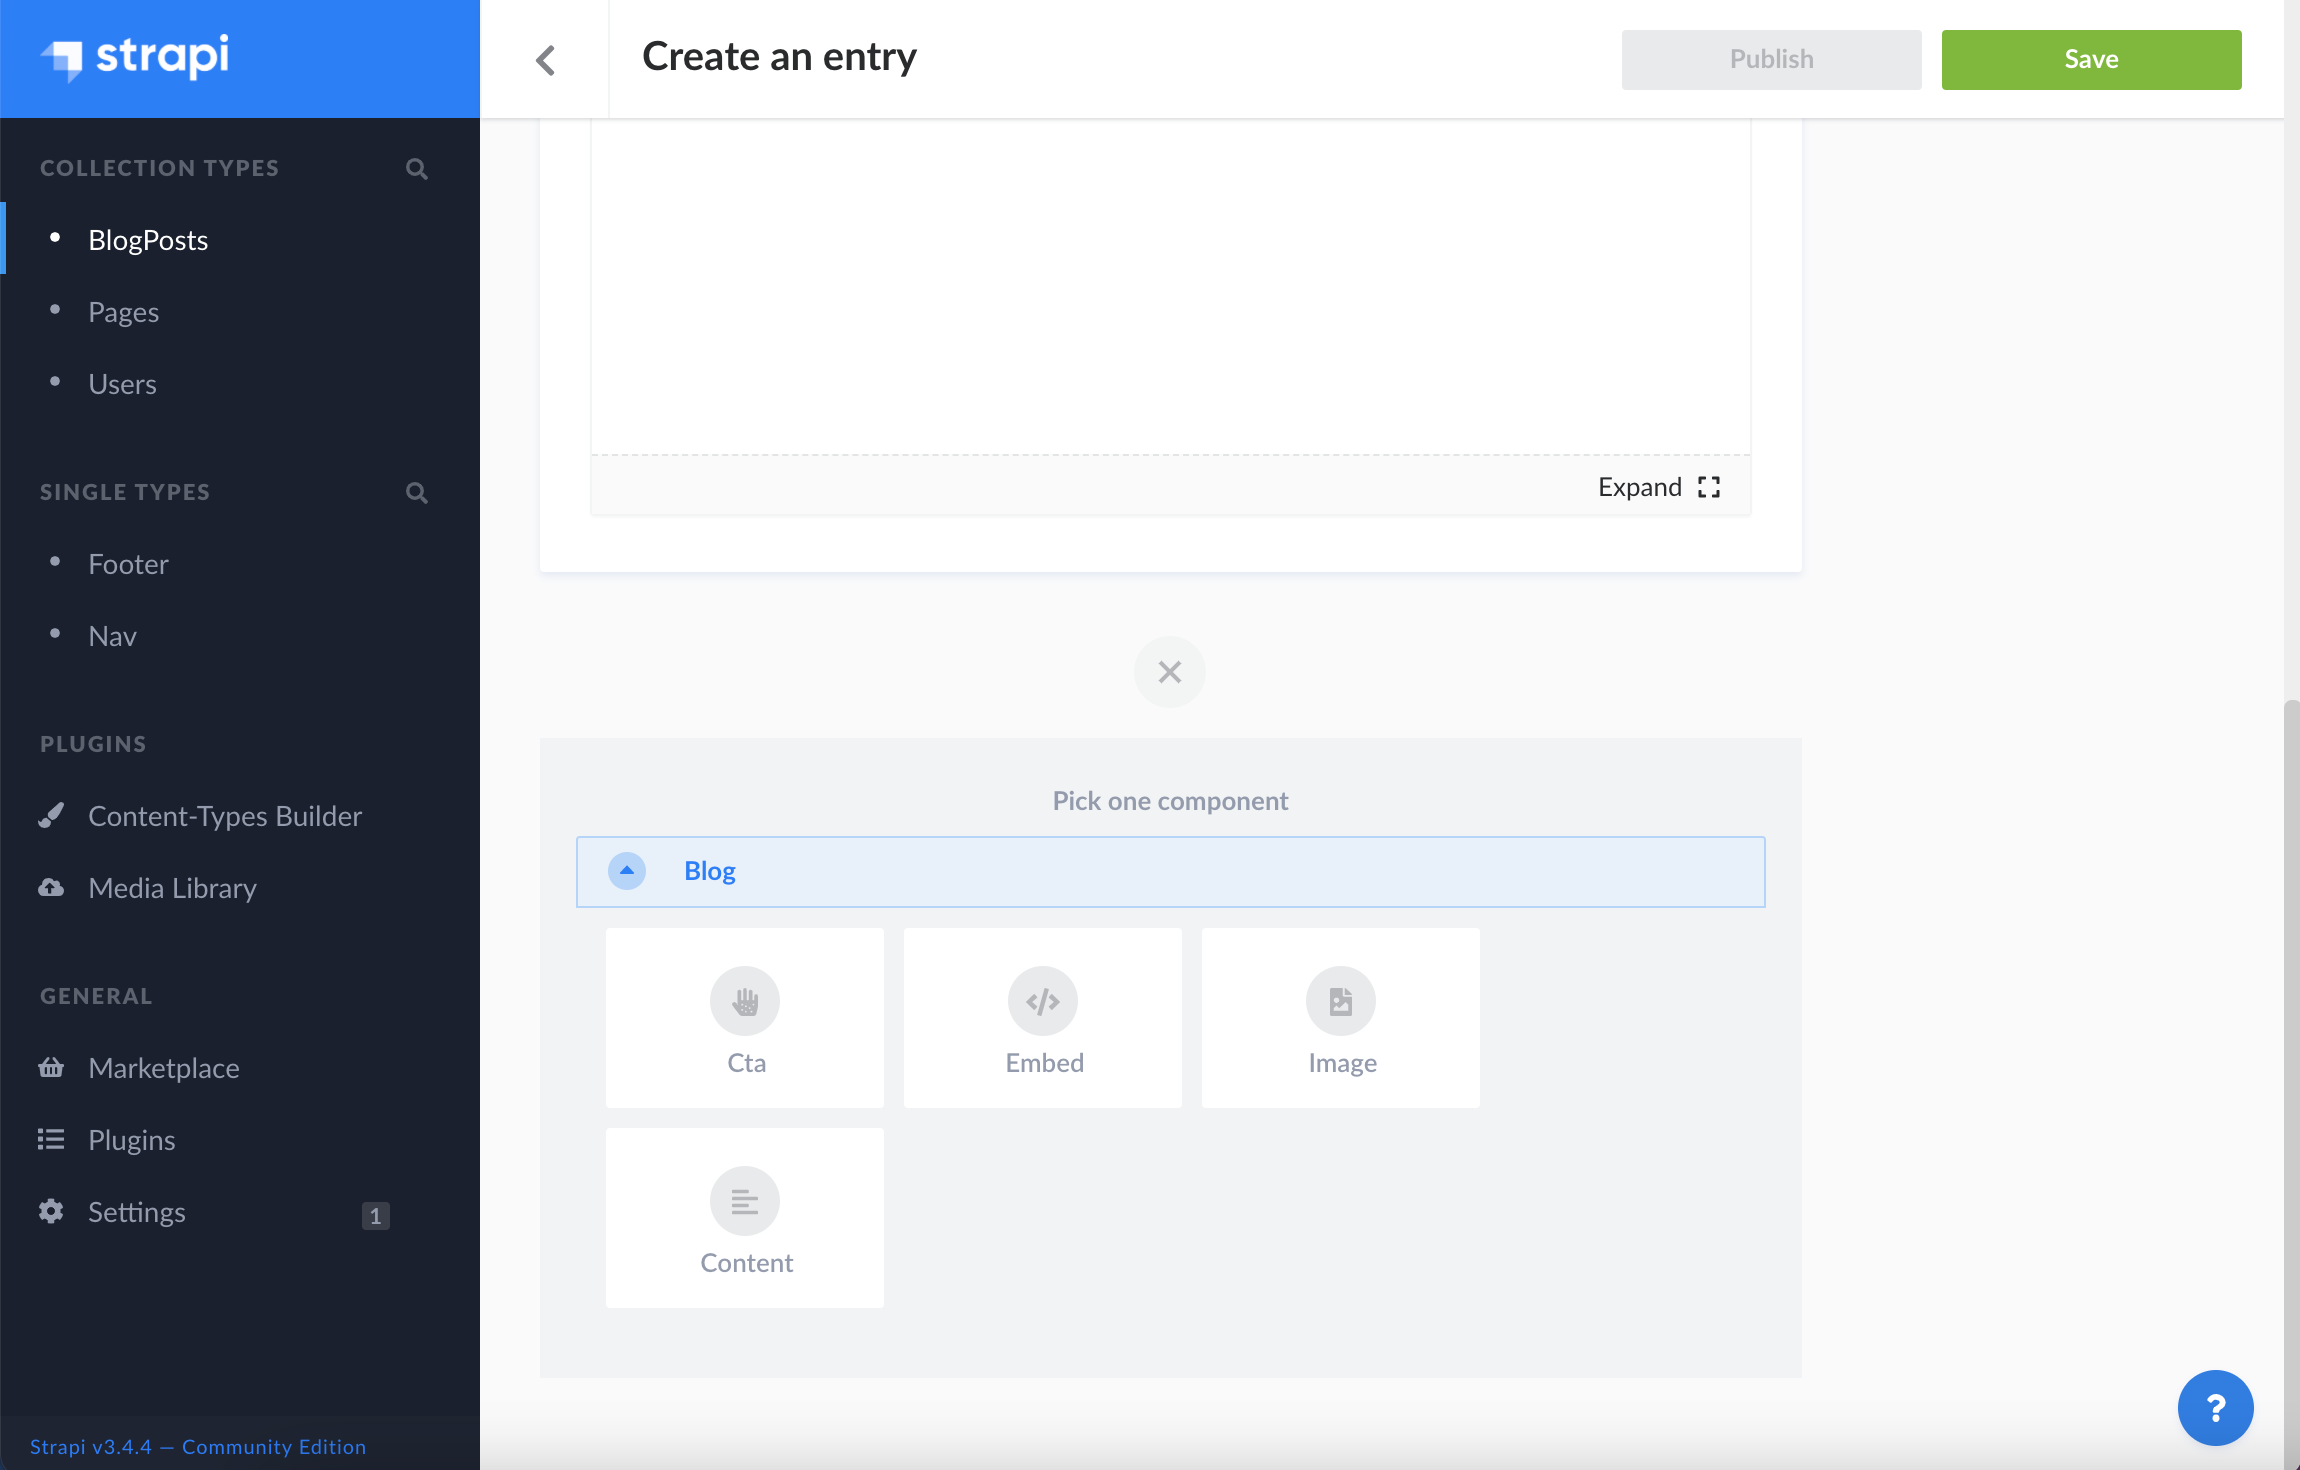 strapi
COLLECTION TYPES
BlogPosts
Pages
Users
SINGLE TYPES
Footer
Nav
PLUGINS
Content-Types Builder
Media Library
GENERAL
Marketplace
Plugins
Settings 1
Strapi v3.4.4 — Community Edition
Create an entry
Publish
Save
Expand
Pick one component
Blog
Cta
Embed
Image
Content
?